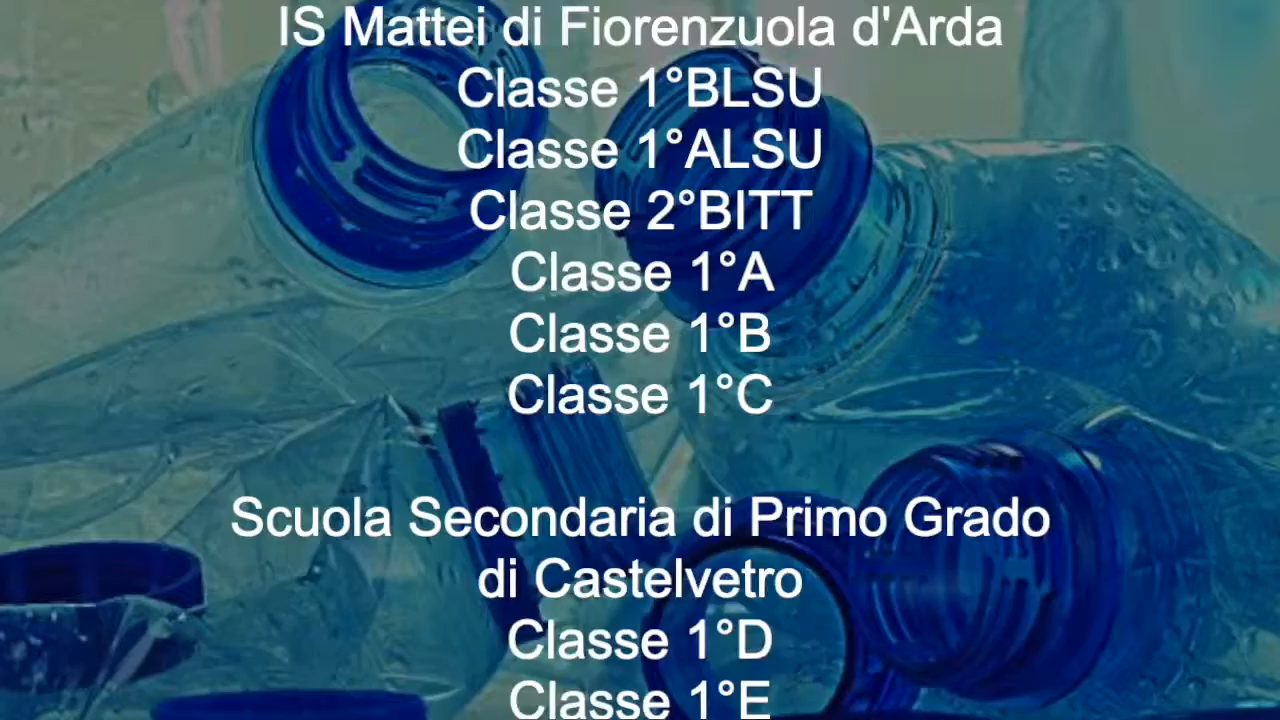 IS Mattei di Fiorenzuola d'Arda
Classe 1°BLSU
Classe 1°ALSU
Classe 2°BITT
Classe 1°A
Classe 1°B
Classe 1°C
Scuola Secondaria di Primo Grado
di Castelvetro
Classe 1°D
Classe 1°E